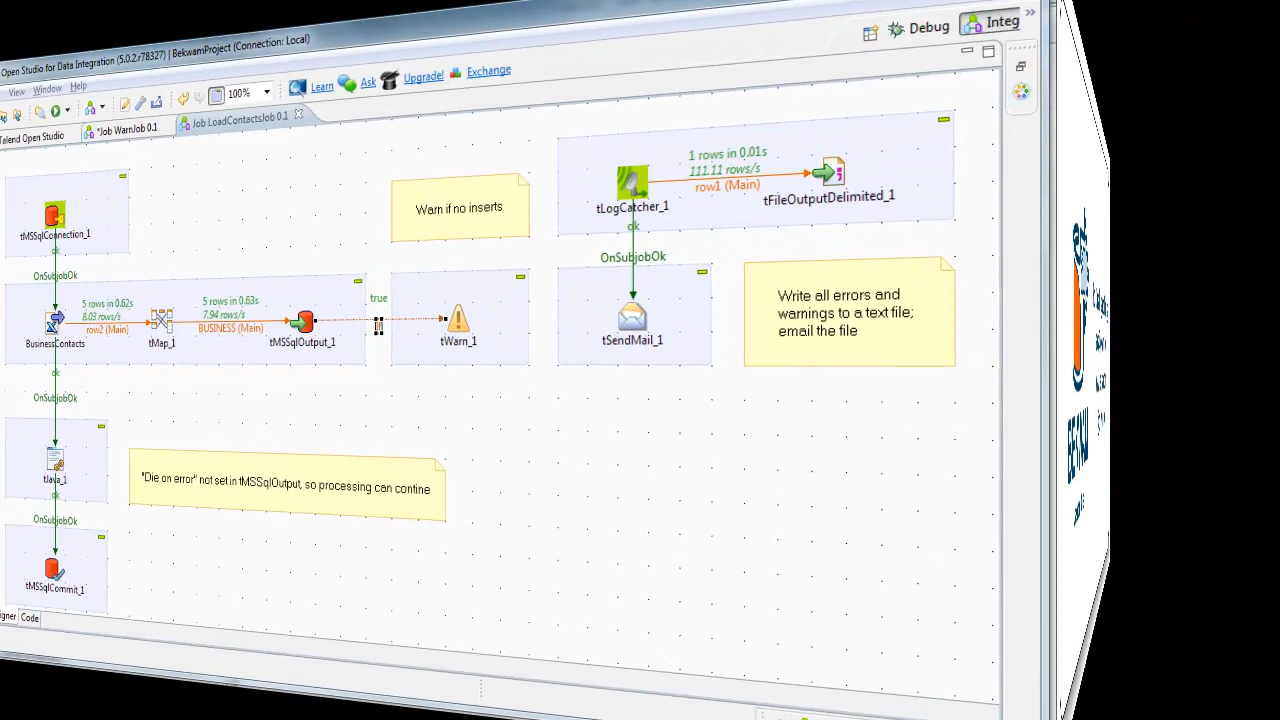 Open Studio for Data Integration (5.0.2.r78327) | BekwamProject (Connection: Local)
View Window Help
Debug
Integ
100%
Learn
Ask
Upgrade!
Exchange
Talend Open Studio
*Job WarnJob 0.1
Job LoadContactsJob 0.1
tMSSqlConnection_1
ok
OnSubjobOk
Warn if no inserts
1 rows in 0.01s
111.11 rows/s
row1 (Main)
tLogCatcher_1
tFileOutputDelimited_1
ok
OnSubjobOk
5 rows in 0.62s
8.03 rows/s
row2 (Main)
5 rows in 0.63s
7.94 rows/s
BUSINESS (Main)
true
BusinessContacts
tMap_1
tMSSqlOutput_1
tWarn_1
tSendMail_1
Write all errors and
warnings to a text file;
email the file
ok
OnSubjobOk
tJava_1
ok
"Die on error" not set in tMSSqlOutput, so processing can contine
OnSubjobOk
tMSSqlCommit_1
Code